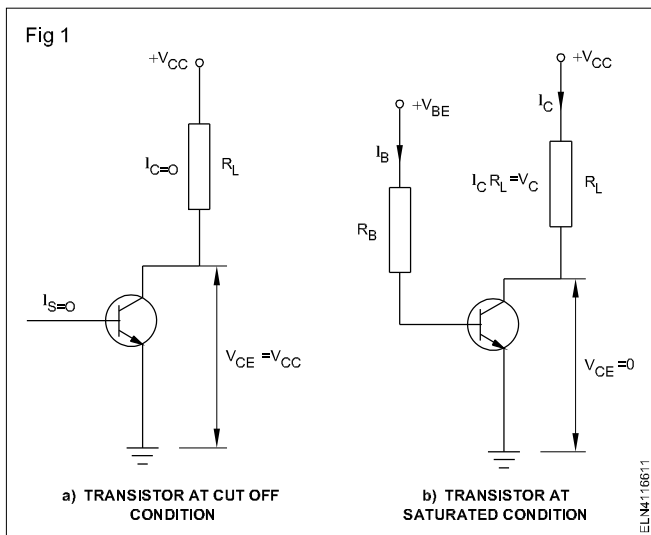 Fig 1
+VCC
IC=O
RL
IS=O
VCE =VCC
a) TRANSISTOR AT CUT OFF
CONDITION
+VBE
IB
RB
+VCC
IC
IC RL =VC
RL
VCE =0
b) TRANSISTOR AT
SATURATED CONDITION
ELN4116611